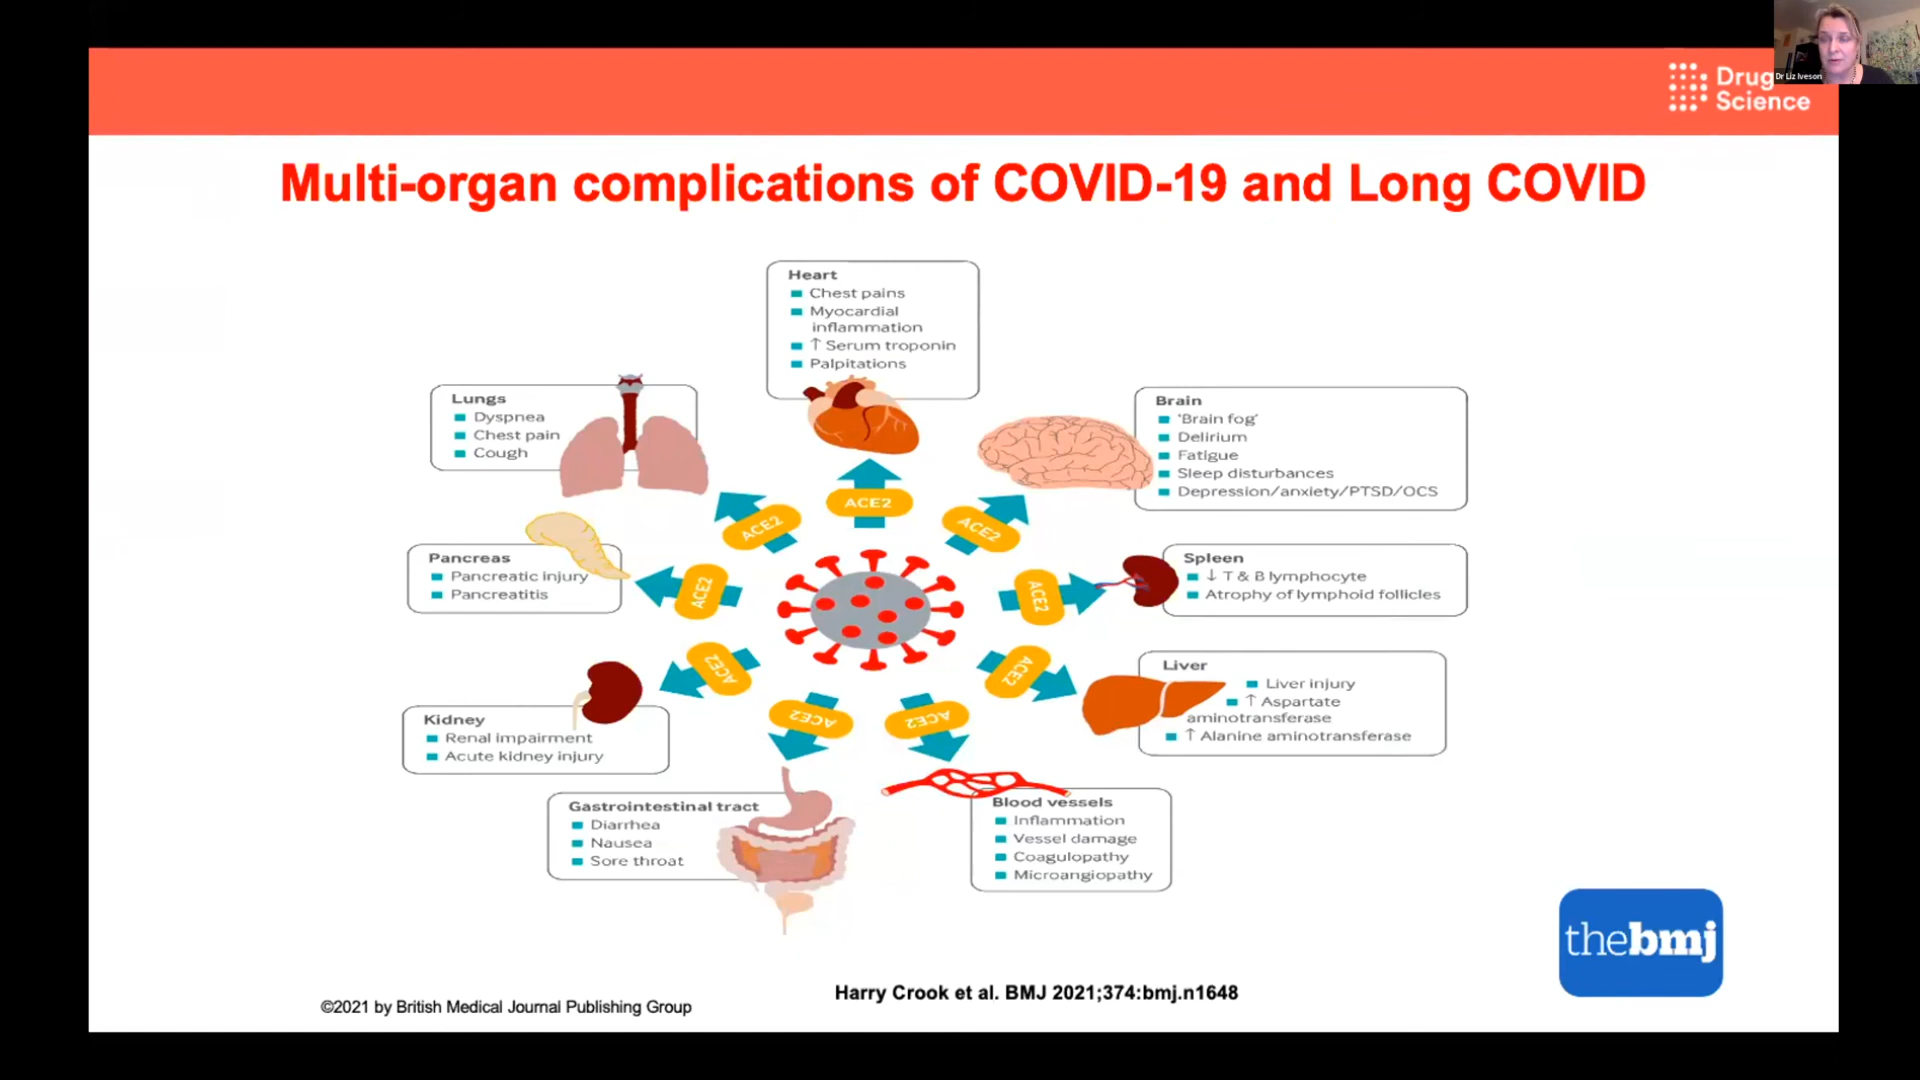 Drug
Science
Dr Liz Iveson
Multi-organ complications of COVID-19 and Long COVID
Heart
Chest pains
Myocardial
inflammation
↑ Serum troponin
Palpitations
Lungs
Dyspnea
Chest pain
Cough
Brain
'Brain fog'
Delirium
Fatigue
Sleep disturbances
Depression/anxiety/PTSD/OCS
ACE2
ACE2
ACE2
Pancreas
Pancreatic injury
Pancreatitis
ACE2
ACE2
Spleen
↓ T & B lymphocyte
Atrophy of lymphoid follicles
ACE2
ACE2
Liver
Liver injury
↑ Aspartate
aminotransferase
↑ Alanine aminotransferase
Kidney
Renal impairment
Acute kidney injury
ACE2
ACE2
Gastrointestinal tract
Diarrhea
Nausea
Sore throat
Blood vessels
Inflammation
Vessel damage
Coagulopathy
Microangiopathy
thebmj
Harry Crook et al. BMJ 2021;374:bmj.n1648
©2021 by British Medical Journal Publishing Group